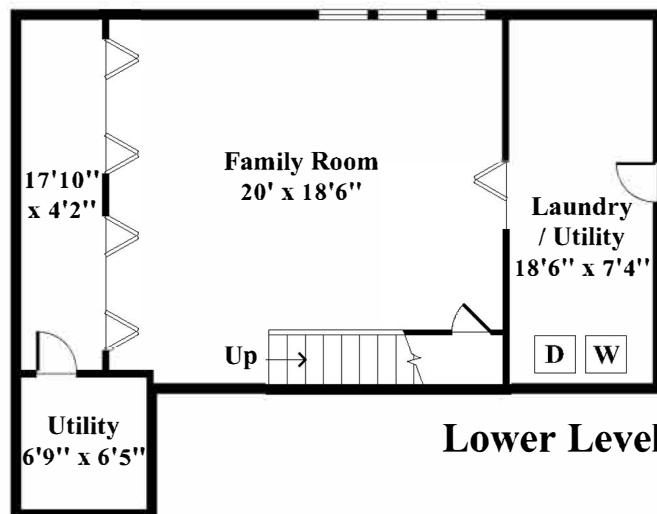 17'10"
x 4'2"
Family Room
20' x 18'6"
Laundry
/ Utility
18'6" x 7'4"
Up
D
W
Utility
6'9" x 6'5"
Lower Level